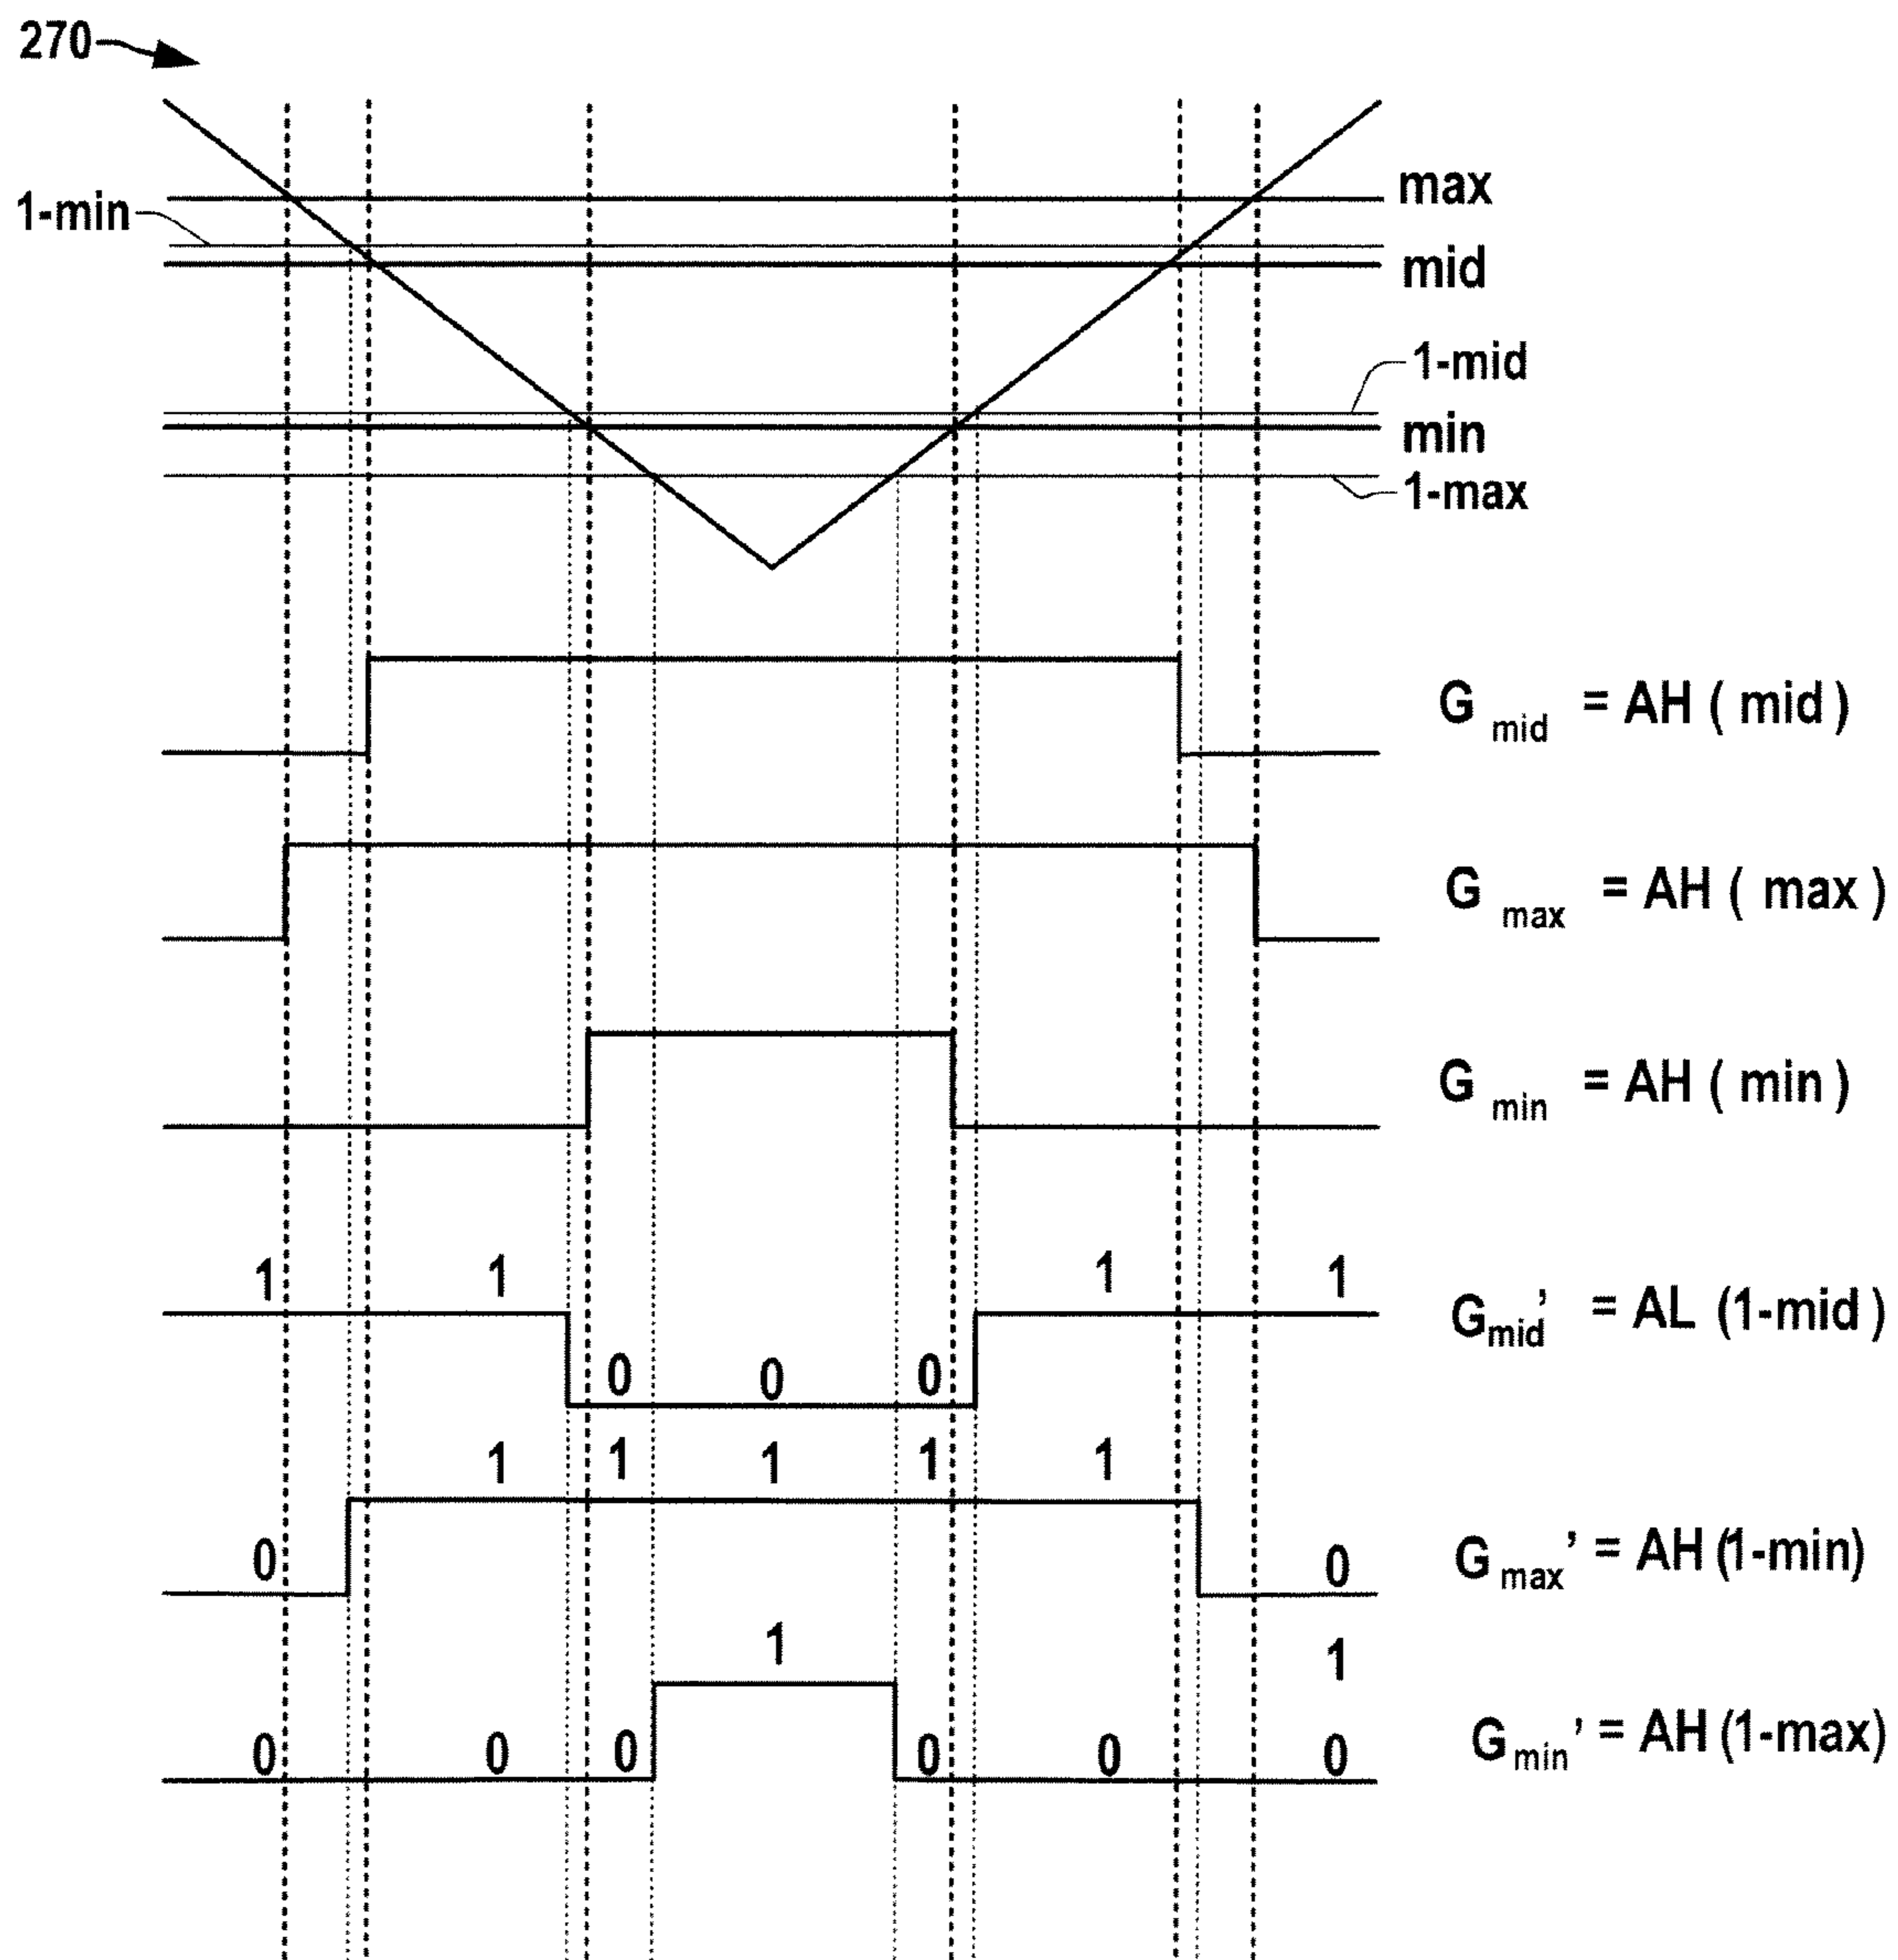 270
max
1-min
mid
1-mid
min
1-max
G mid = AH ( mid )
G max = AH ( max )
G min = AH ( min )
1 1 1 1
G mid ’ = AL (1-mid )
0 0 0
1 1 1 1 1
0 0
G max ’ = AH (1-min)
1 1
G min ’ = AH (1-max)
0 0 0 0 0 0